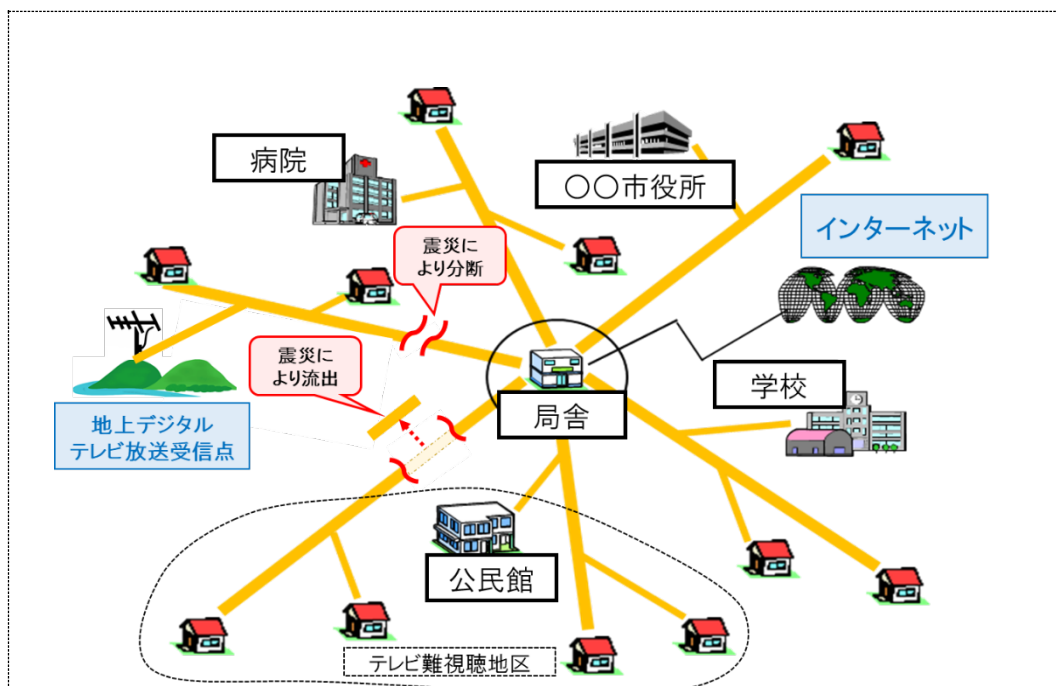 病院
〇〇市役所
インターネット
震災に
より分断
震災に
より流出
地上デジタル
テレビ放送受信点
局舎
学校
公民館
テレビ難視聴地区